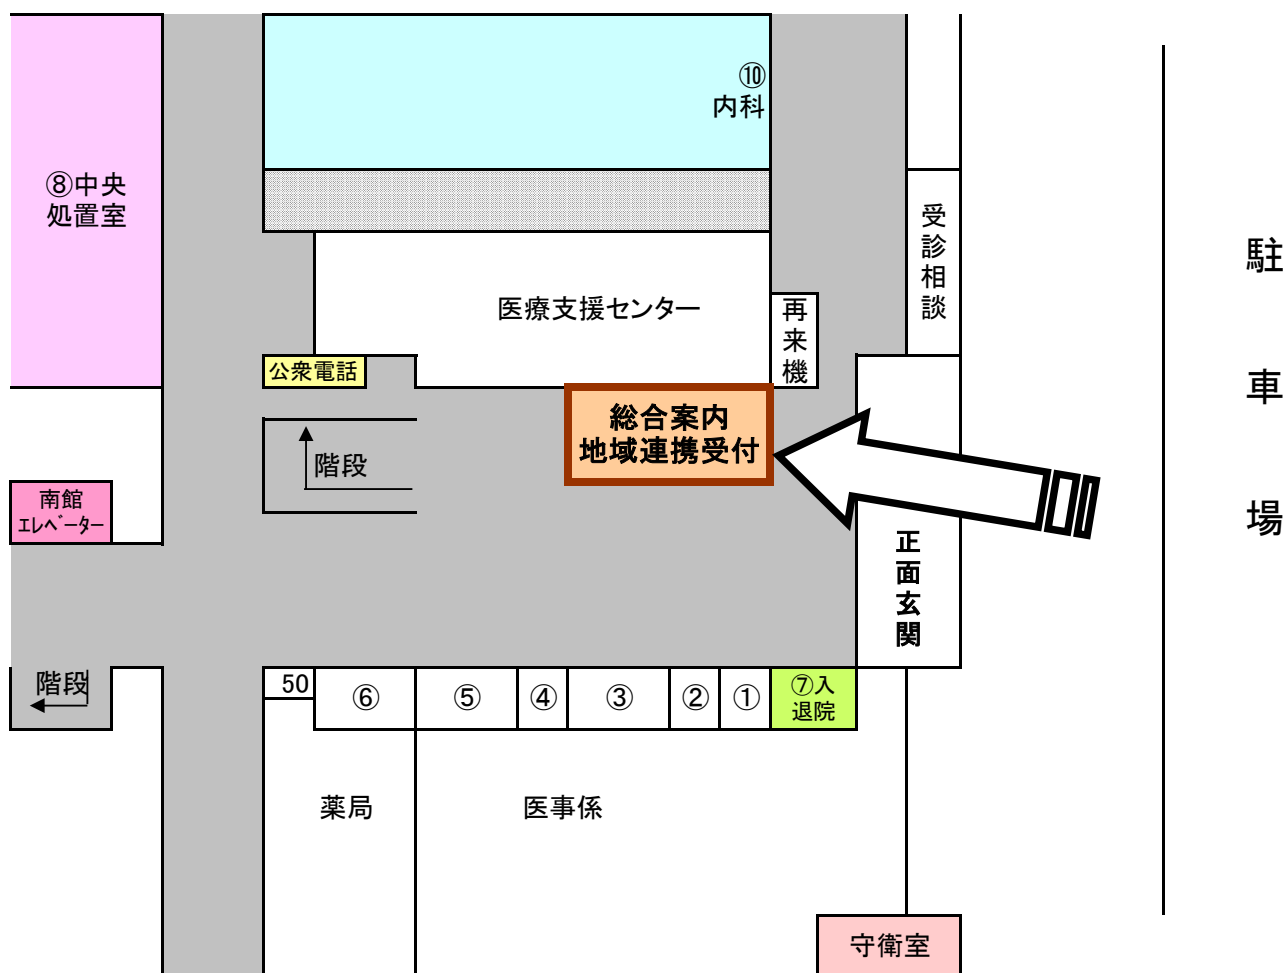 ⑩
内科
⑧中央
処置室
受診相談
駐車場
医療支援センター
再来機
公衆電話
総合案内
地域連携受付
階段
南館
エレベーター
正面玄関
階段
50
⑥
⑤
④
③
②
①
⑦入
退院
薬局
医事係
守衛室